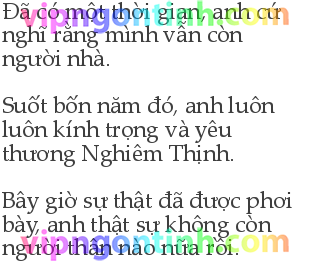 Đã có một thời gian, anh cứ
vipngontinh.com
nghĩ rằng mình vẫn còn
người nhà.
Suốt bốn năm đó, anh luôn
luôn kính trọng và yêu
thương Nghiêm Thịnh.
Bây giờ sự thật đã được phơi
bày, anh thật sự không còn
vipngontinh.com
người thân nào nữa rồi.